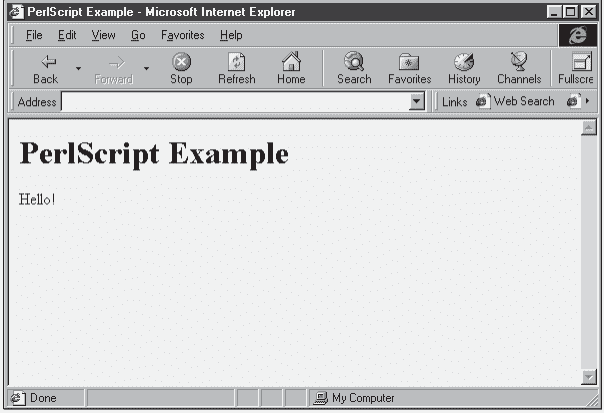 PerlScript Example - Microsoft Internet Explorer
File Edit View Go Favorites Help
Back Forward Stop Refresh Home Search Favorites History Channels Fullscre
Address Links Web Search
PerlScript Example
Hello!
Done My Computer